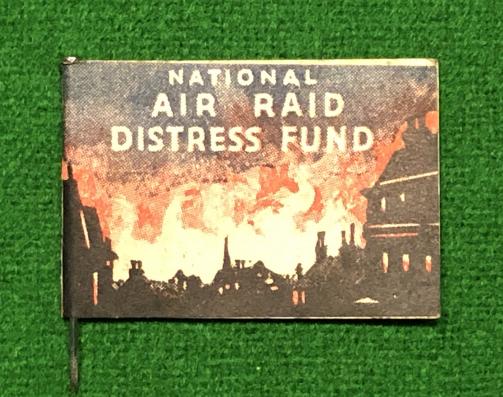 NATIONAL
AIR RAID
DISTRESS FUND